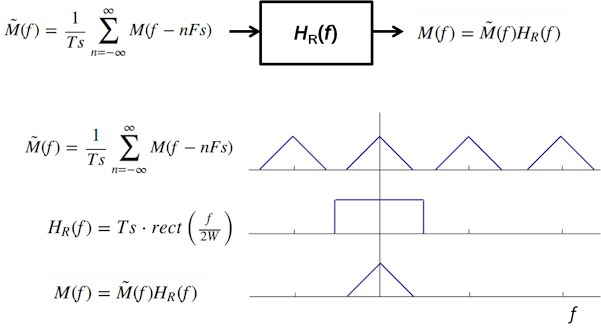 M̃(f) = 1/Ts ∞∑n=−∞ M(f − nFs)
H_R(f)
M(f) = M̃(f)H_R(f)
M̃(f) = 1/Ts ∞∑n=−∞ M(f − nFs)
H_R(f) = Ts · rect (f/2W)
M(f) = M̃(f)H_R(f)
f